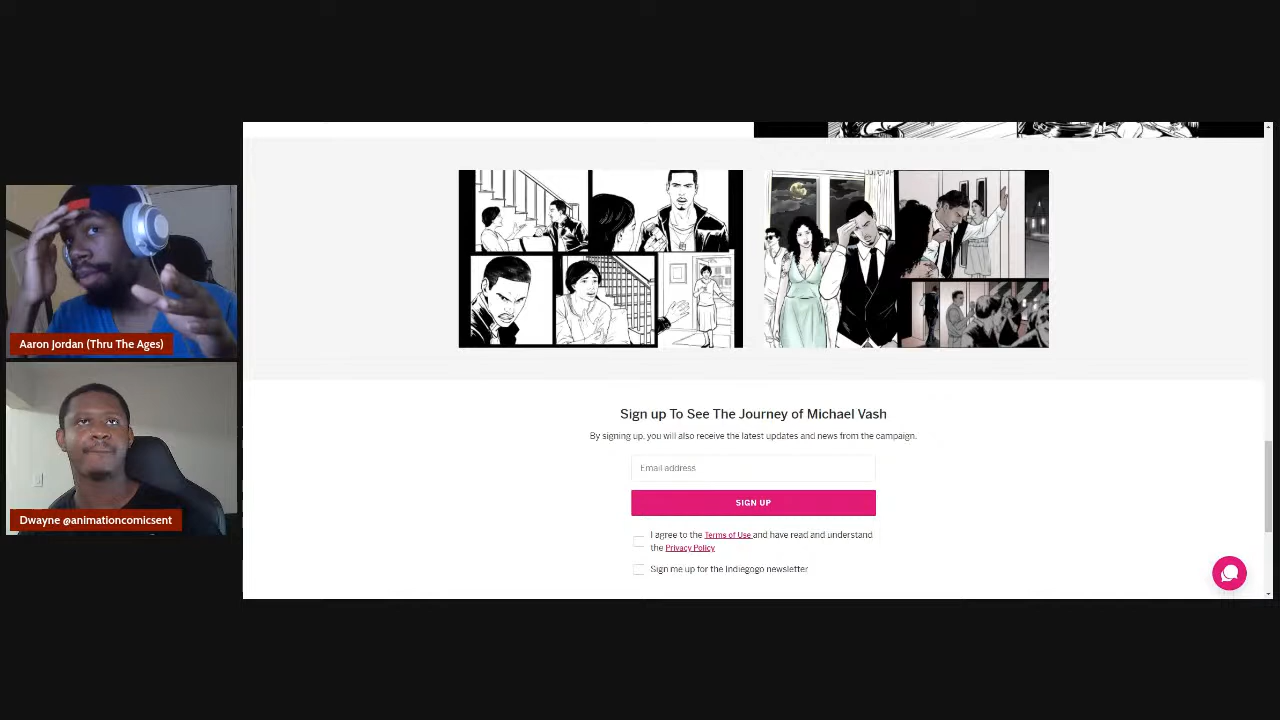 Aaron Jordan (Thru The Ages)
Dwayne @animationcomicsent
Sign up To See The Journey of Michael Vash
By signing up, you will also receive the latest updates and news from the campaign.
Email address
SIGN UP
I agree to the Terms of Use and have read and understand
the Privacy Policy
Sign me up for the Indiegogo newsletter